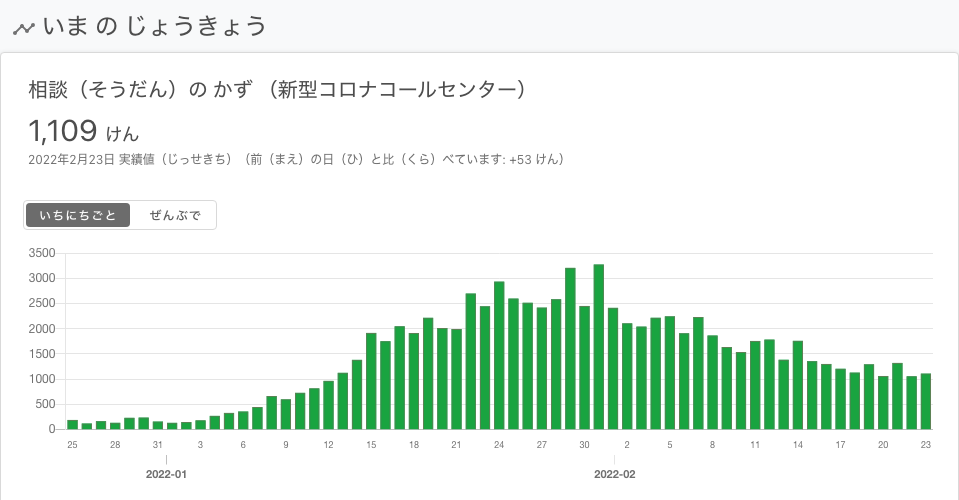 いま の じょうきょう
相談（そうだん）の かず （新型コロナコールセンター）
1,109 けん
2022年2月23日 実績値（じっせきち）（前（まえ）の日（ひ）と比（くら）べています: +53 けん）
いちにちごと ぜんぶで
3500
3000
2500
2000
1500
1000
500
0
25 28 31 3 6 9 12 15 18 21 24 27 30 2 5 8 11 14 17 20 23
2022-01 2022-02